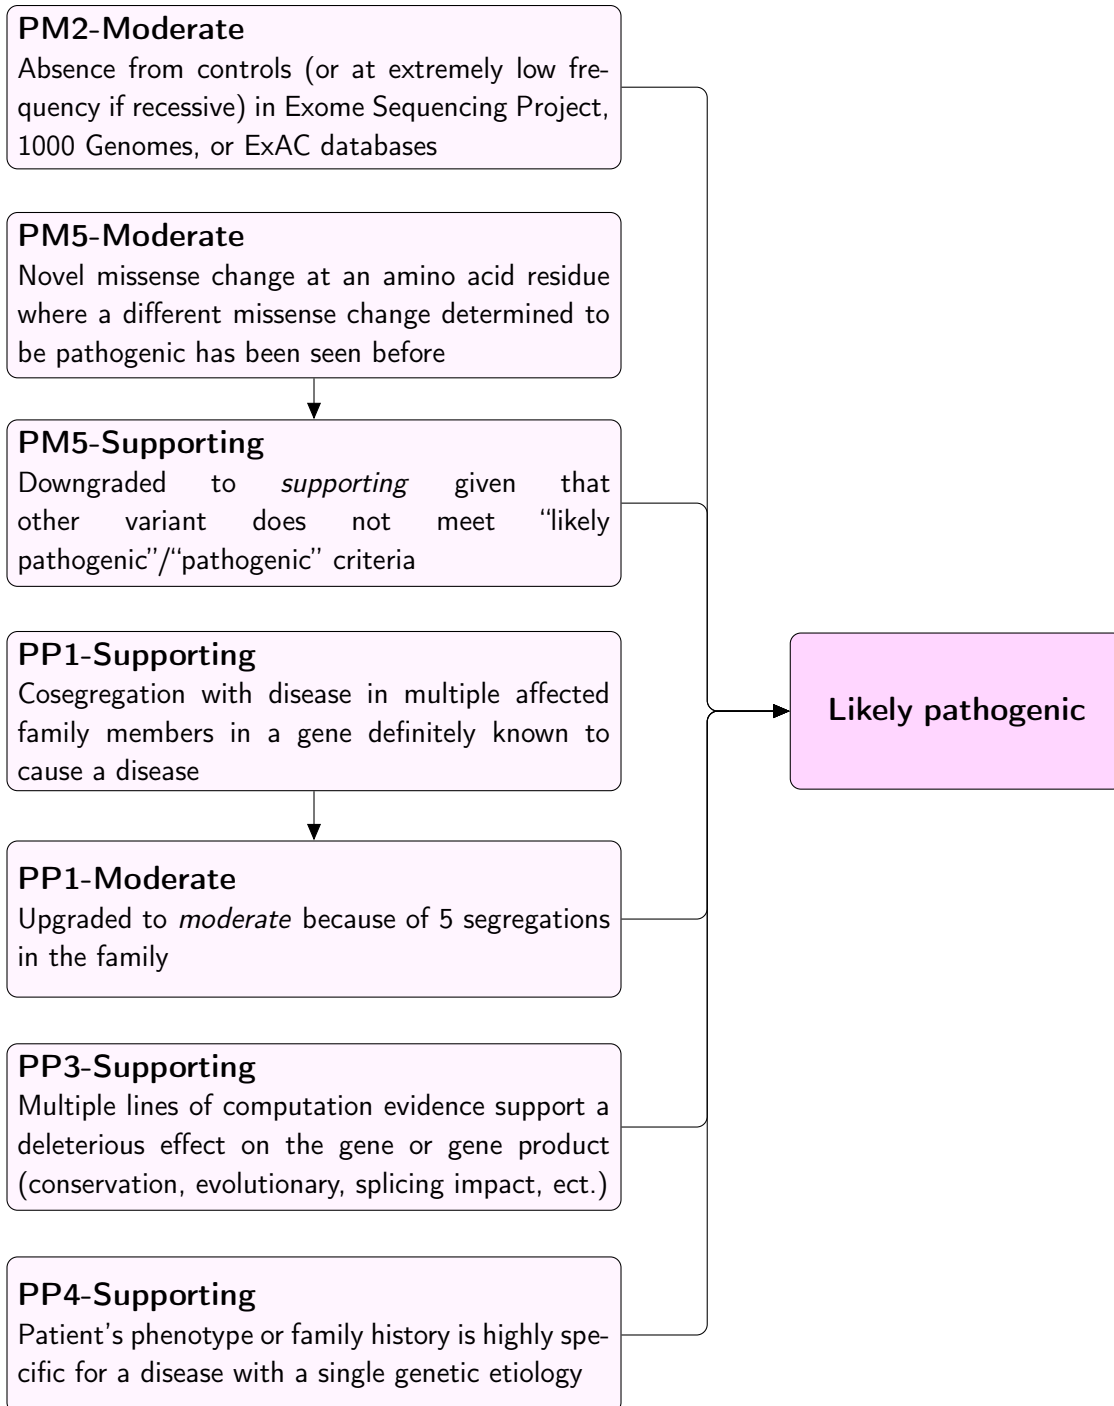 PM2-Moderate
Absence from controls (or at extremely low fre-
quency if recessive) in Exome Sequencing Project,
1000 Genomes, or ExAC databases
PM5-Moderate
Novel missense change at an amino acid residue
where a different missense change determined to
be pathogenic has been seen before
PM5-Supporting
Downgraded to supporting given that
other variant does not meet “likely
pathogenic”/“pathogenic” criteria
PP1-Supporting
Cosegregation with disease in multiple affected
family members in a gene definitely known to
cause a disease
Likely pathogenic
PP1-Moderate
Upgraded to moderate because of 5 segregations
in the family
PP3-Supporting
Multiple lines of computation evidence support a
deleterious effect on the gene or gene product
(conservation, evolutionary, splicing impact, ect.)
PP4-Supporting
Patient’s phenotype or family history is highly spe-
cific for a disease with a single genetic etiology